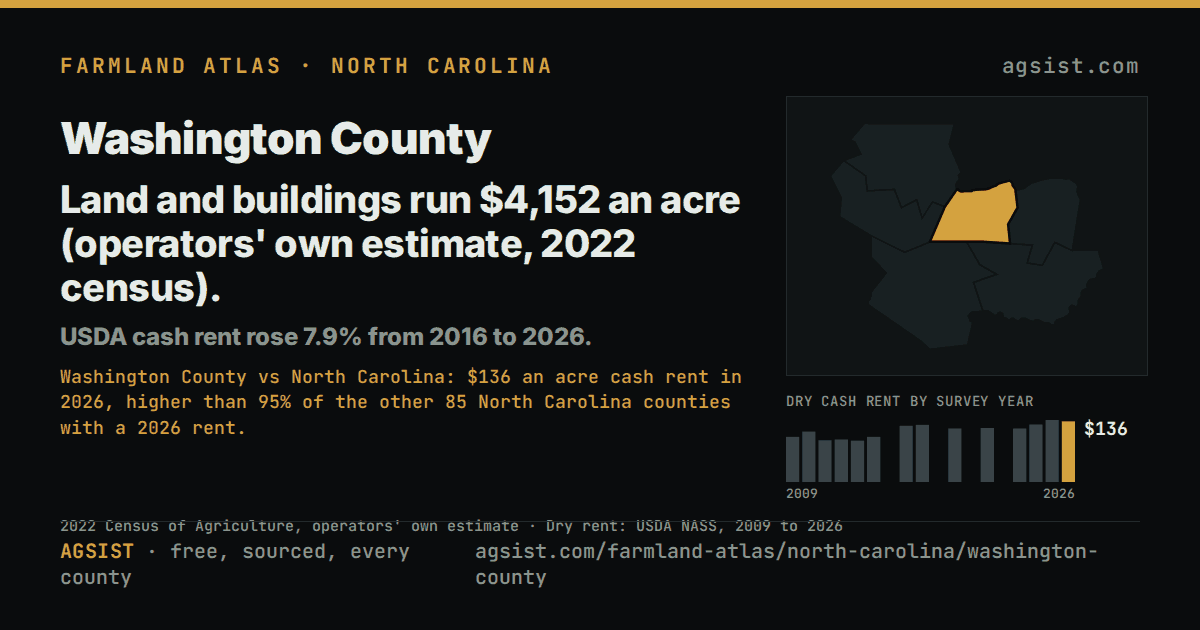 FARMLAND ATLAS · NORTH CAROLINA
agsist.com
Washington County
Land and buildings run $4,152 an acre
(operators' own estimate, 2022
census).
USDA cash rent rose 7.9% from 2016 to 2026.
Washington County vs North Carolina: $136 an acre cash rent in
2026, higher than 95% of the other 85 North Carolina counties
with a 2026 rent.
DRY CASH RENT BY SURVEY YEAR
$136
2009
2026
2022 Census of Agriculture, operators' own estimate · Dry rent: USDA NASS, 2009 to 2026
AGSIST · free, sourced, every
county
agsist.com/farmland-atlas/north-carolina/washington-
county